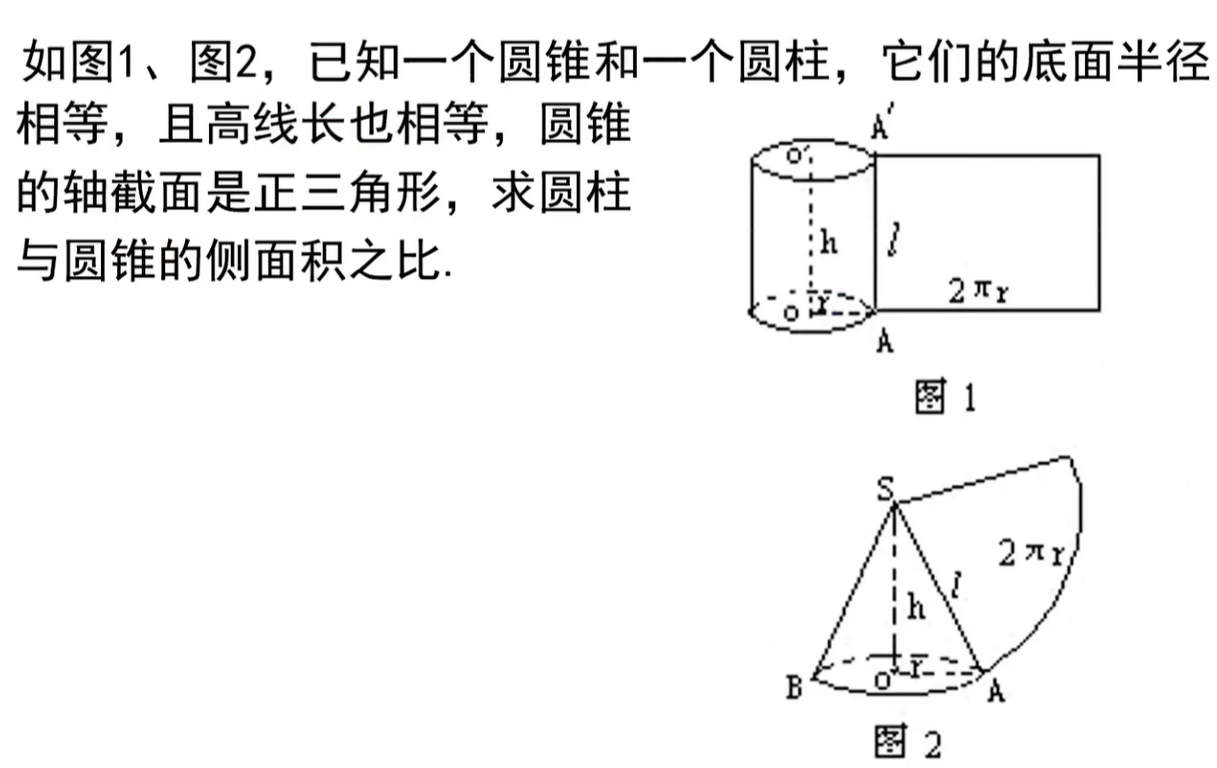 如图1、图2，已知一个圆锥和一个圆柱，它们的底面半径
相等，且高线长也相等，圆锥
的轴截面是正三角形，求圆柱
与圆锥的侧面积之比.
A′
O′
h
l
2πr
O
r
A
图 1
S
2πr
l
h
B
O
r
A
图 2